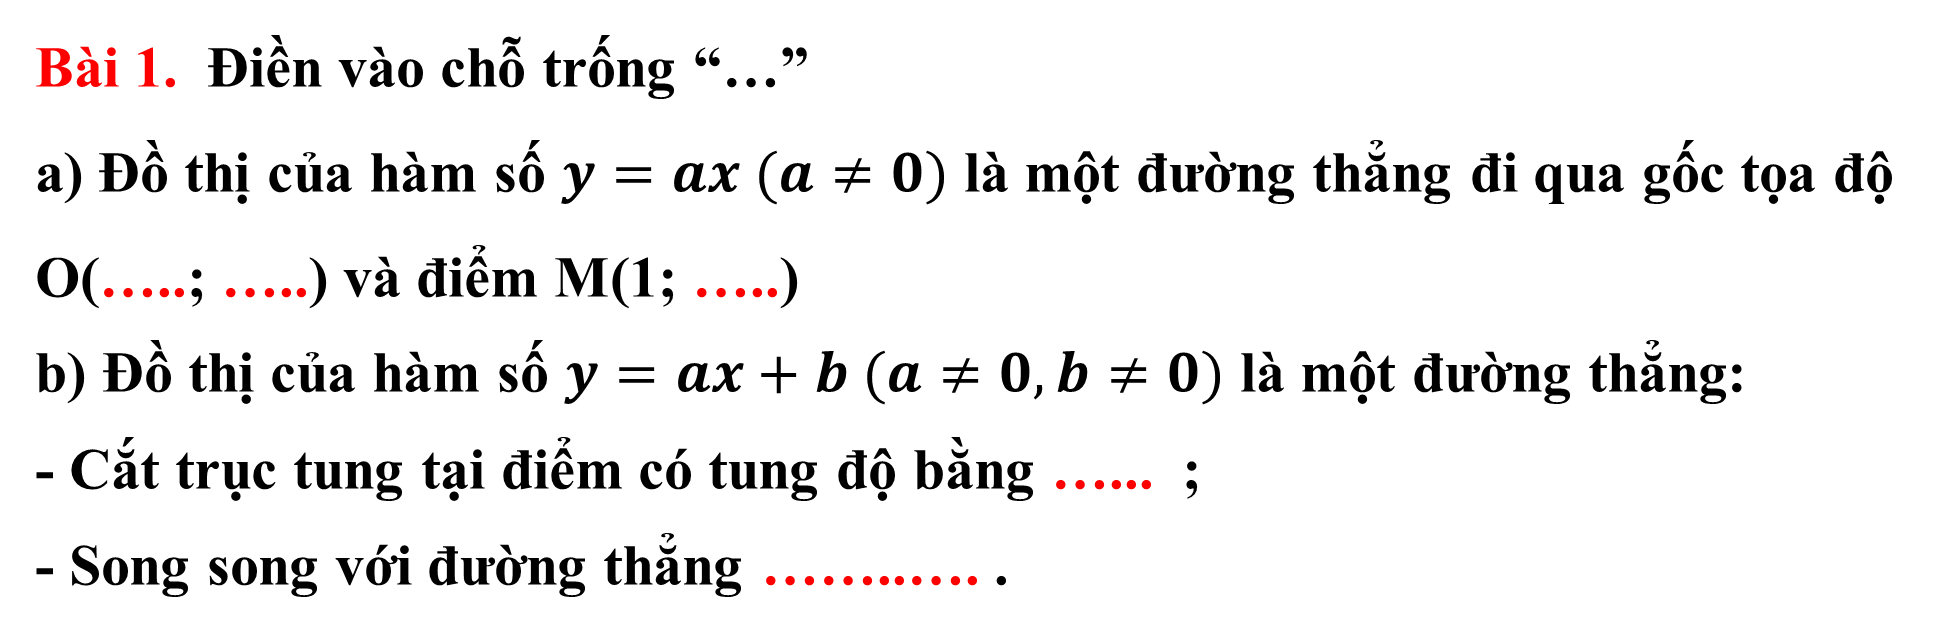 Bài 1. Điền vào chỗ trống “…”
a) Đồ thị của hàm số y = ax (a ≠ 0) là một đường thẳng đi qua gốc tọa độ
O(…..; …..) và điểm M(1; …..)
b) Đồ thị của hàm số y = ax + b (a ≠ 0, b ≠ 0) là một đường thẳng:
- Cắt trục tung tại điểm có tung độ bằng …... ;
- Song song với đường thẳng ……..…. .